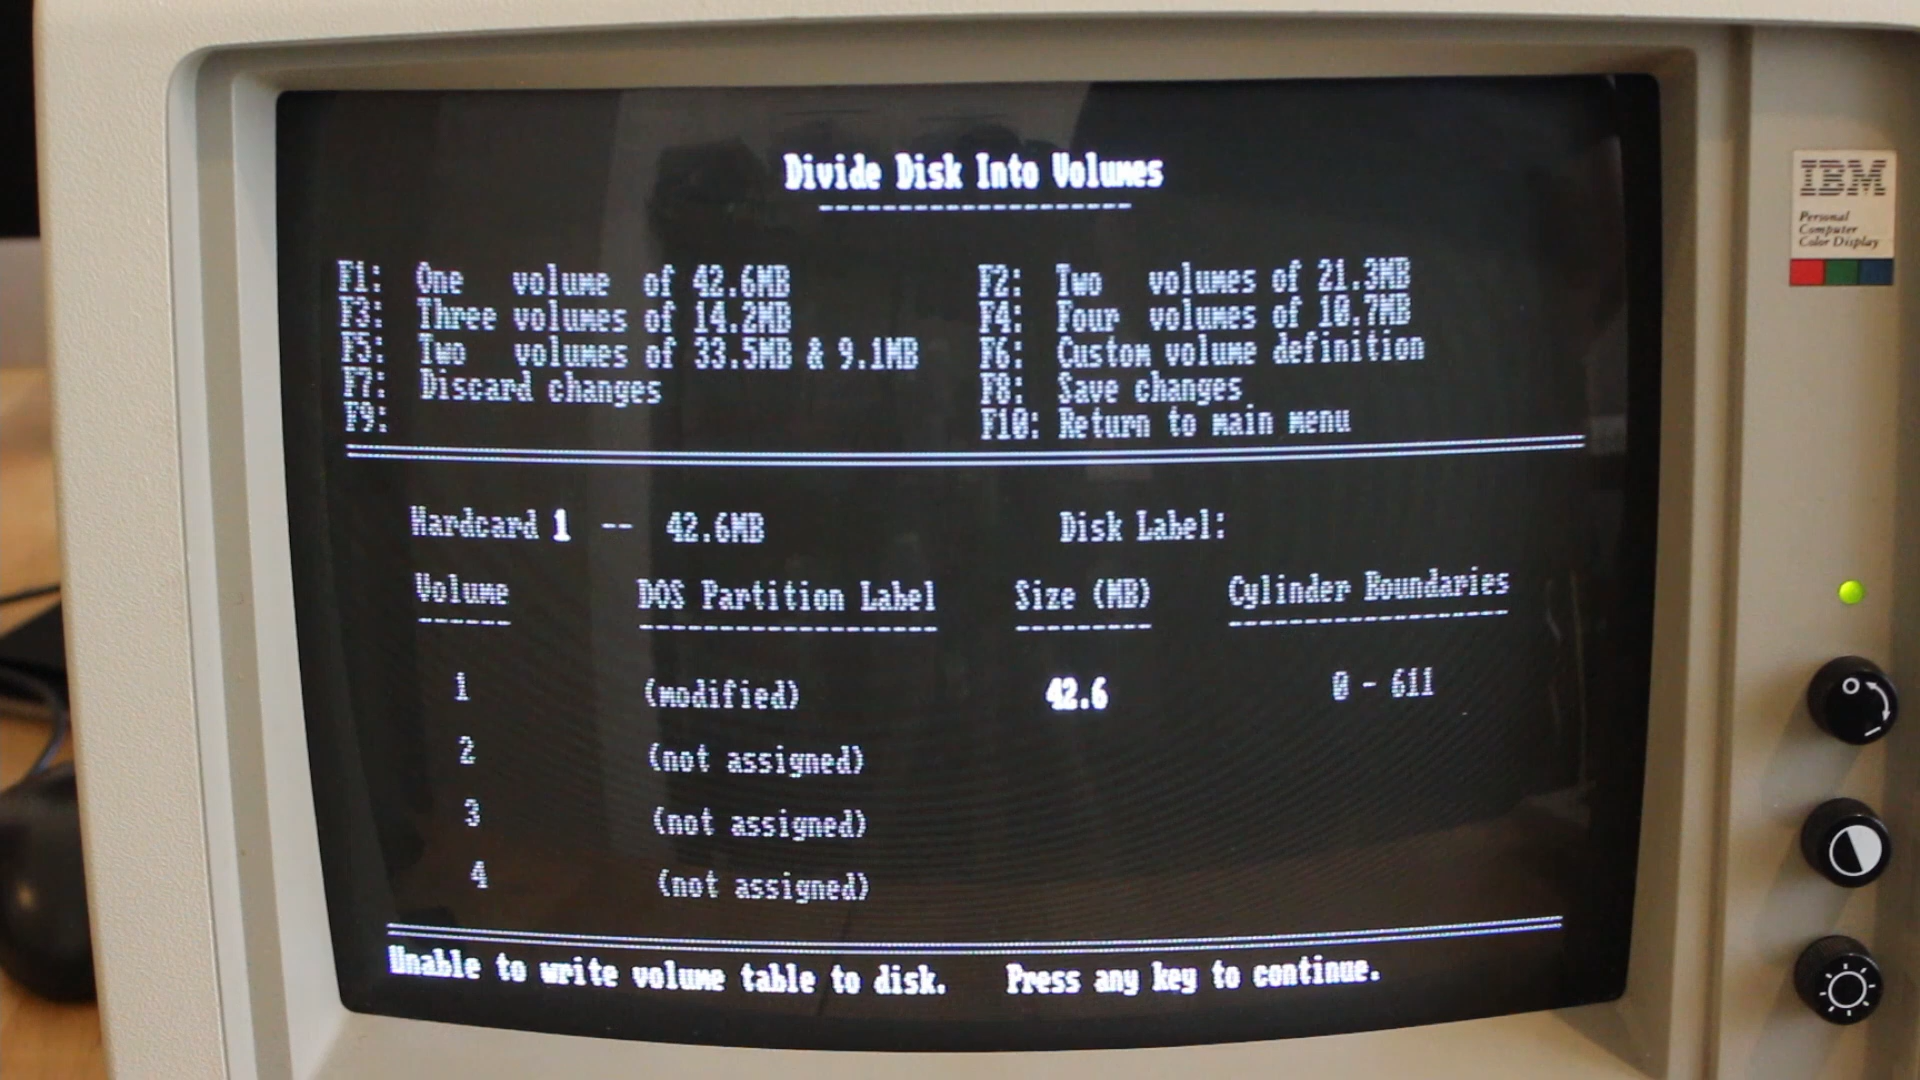 Divide Disk Into Volumes
F1: One volume of 42.6MB F2: Two volumes of 21.3MB
F3: Three volumes of 14.2MB F4: Four volumes of 10.7MB
F5: Two volumes of 33.5MB & 9.1MB F6: Custom volume definition
F7: Discard changes F8: Save changes
F9: F10: Return to main menu
Hardcard 1 -- 42.6MB Disk Label:
Volume DOS Partition Label Size (MB) Cylinder Boundaries
1 (modified) 42.6 0 - 611
2 (not assigned)
3 (not assigned)
4 (not assigned)
Unable to write volume table to disk. Press any key to continue.
IBM
Personal
Computer
Color Display